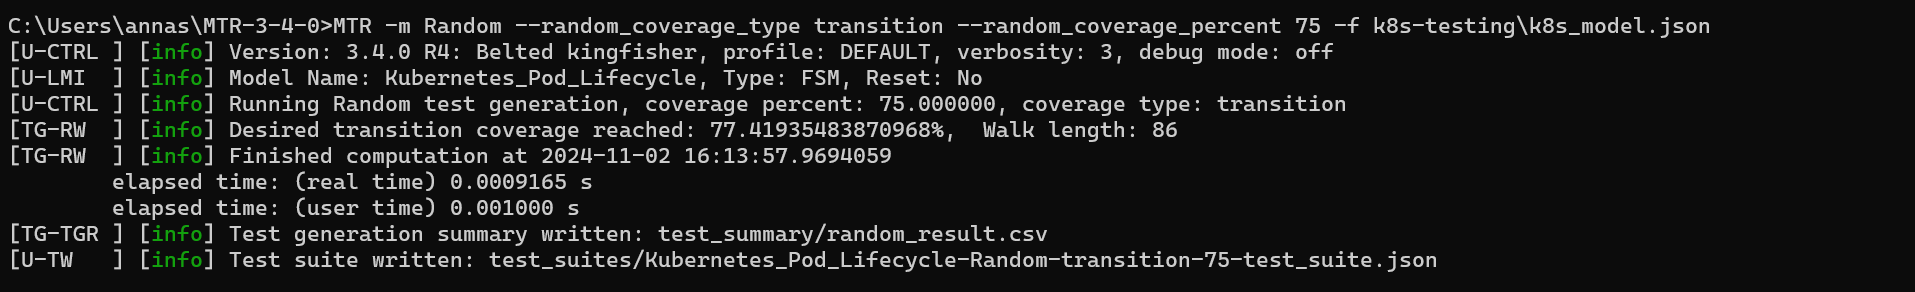 C:\Users\annas\MTR-3-4-0>MTR -m Random --random_coverage_type transition --random_coverage_percent 75 -f k8s-testing\k8s_model.json
[U-CTRL ] [info] Version: 3.4.0 R4: Belted kingfisher, profile: DEFAULT, verbosity: 3, debug mode: off
[U-LMI  ] [info] Model Name: Kubernetes_Pod_Lifecycle, Type: FSM, Reset: No
[U-CTRL ] [info] Running Random test generation, coverage percent: 75.000000, coverage type: transition
[TG-RW  ] [info] Desired transition coverage reached: 77.41935483870968%,  Walk length: 86
[TG-RW  ] [info] Finished computation at 2024-11-02 16:13:57.9694059
        elapsed time: (real time) 0.0009165 s
        elapsed time: (user time) 0.001000 s
[TG-TGR ] [info] Test generation summary written: test_summary/random_result.csv
[U-TW   ] [info] Test suite written: test_suites/Kubernetes_Pod_Lifecycle-Random-transition-75-test_suite.json